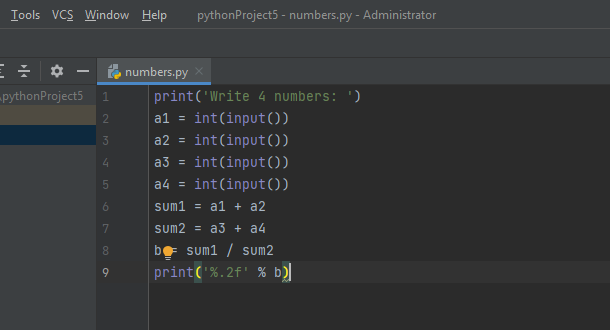 Tools VCS Window Help pythonProject5 - numbers.py - Administrator
numbers.py
\pythonProject5
1 print('Write 4 numbers: ')
2 a1 = int(input())
3 a2 = int(input())
4 a3 = int(input())
5 a4 = int(input())
6 sum1 = a1 + a2
7 sum2 = a3 + a4
8 b = sum1 / sum2
9 print('%.2f' % b)